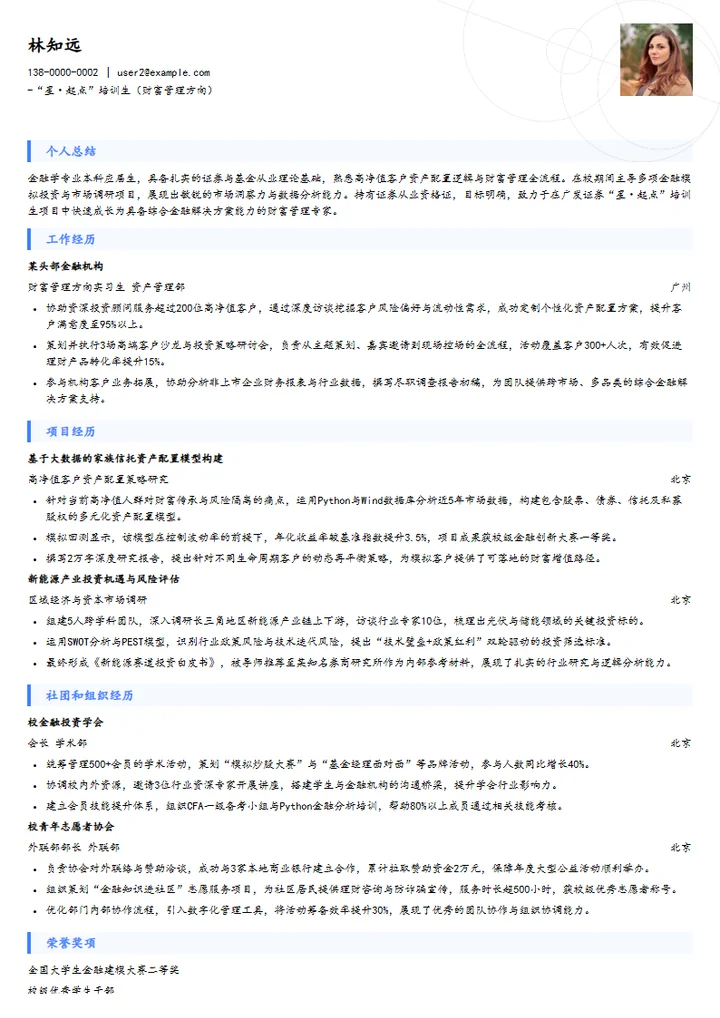 林知远
138-0000-0002 | user2@example.com
-“星·起点”培训生（财富管理方向）
个人总结
金融学专业本科应届生，具备扎实的证券与基金从业理论基础，熟悉高净值客户资产配置逻辑与财富管理全流程。在校期间主导多项金融模
拟投资与市场调研项目，展现出敏锐的市场洞察力与数据分析能力。持有证券从业资格证，目标明确，致力于在广发证券“星·起点”培训
生项目中快速成长为具备综合金融解决方案能力的财富管理专家。
工作经历
某头部金融机构
财富管理方向实习生 资产管理部 广州
• 协助资深投资顾问服务超过200位高净值客户，通过深度访谈挖掘客户风险偏好与流动性需求，成功定制个性化资产配置方案，提升客
户满意度至95%以上。
• 策划并执行3场高端客户沙龙与投资策略研讨会，负责从主题策划、嘉宾邀请到现场控场的全流程，活动覆盖客户300+人次，有效促进
理财产品转化率提升15%。
• 参与机构客户业务拓展，协助分析非上市企业财务报表与行业数据，撰写尽职调查报告初稿，为团队提供跨市场、多品类的综合金融解
决方案支持。
项目经历
基于大数据的家族信托资产配置模型构建
高净值客户资产配置策略研究 北京
• 针对当前高净值人群对财富传承与风险隔离的痛点，运用Python与Wind数据库分析近5年市场数据，构建包含股票、债券、信托及私募
股权的多元化资产配置模型。
• 模拟回测显示，该模型在控制波动率的前提下，年化收益率较基准指数提升3.5%，项目成果获校级金融创新大赛一等奖。
• 撰写2万字深度研究报告，提出针对不同生命周期客户的动态再平衡策略，为模拟客户提供了可落地的财富增值路径。
新能源产业投资机遇与风险评估
区域经济与资本市场调研 北京
• 组建5人跨学科团队，深入调研长三角地区新能源产业链上下游，访谈行业专家10位，梳理出光伏与储能领域的关键投资标的。
• 运用SWOT分析与PEST模型，识别行业政策风险与技术迭代风险，提出“技术壁垒+政策红利”双轮驱动的投资筛选标准。
• 最终形成《新能源赛道投资白皮书》，被导师推荐至某知名券商研究所作为内部参考材料，展现了扎实的行业研究与逻辑分析能力。
社团和组织经历
校金融投资学会
会长 学术部 北京
• 统筹管理500+会员的学术活动，策划“模拟炒股大赛”与“基金经理面对面”等品牌活动，参与人数同比增长40%。
• 协调校内外资源，邀请3位行业资深专家开展讲座，搭建学生与金融机构的沟通桥梁，提升学会行业影响力。
• 建立会员技能提升体系，组织CFA一级备考小组与Python金融分析培训，帮助80%以上成员通过相关技能考核。
校青年志愿者协会
外联部部长 外联部 北京
• 负责协会对外联络与赞助洽谈，成功与3家本地商业银行建立合作，累计拉取赞助资金2万元，保障年度大型公益活动顺利举办。
• 组织策划“金融知识进社区”志愿服务项目，为社区居民提供理财咨询与防诈骗宣传，服务时长超500小时，获校级优秀志愿者称号。
• 优化部门内部协作流程，引入数字化管理工具，将活动筹备效率提升30%，展现了优秀的团队协作与组织协调能力。
荣誉奖项
全国大学生金融建模大赛二等奖
校级优秀学生干部